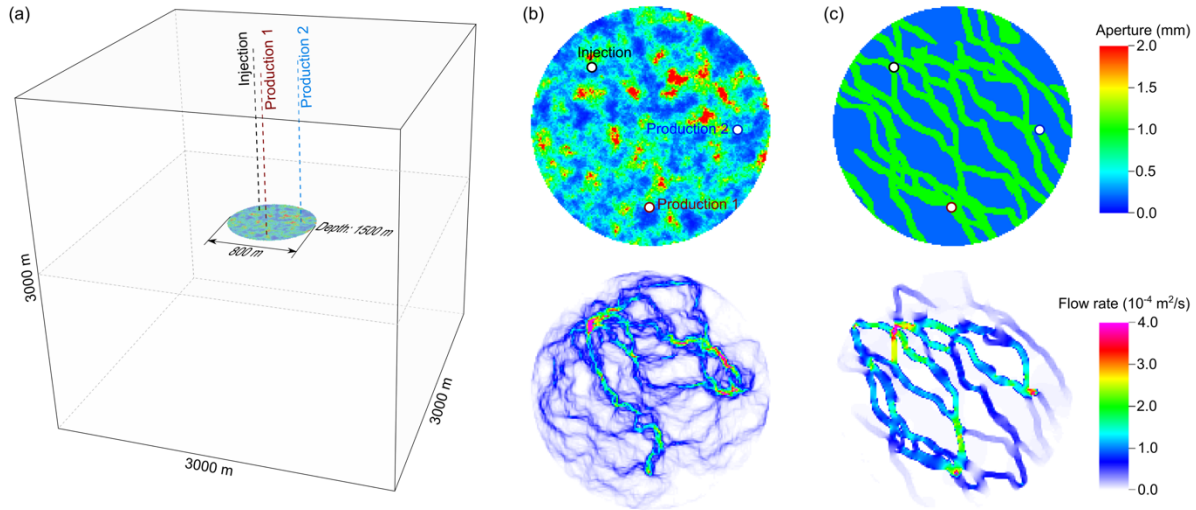 (a)
Injection
Production 1
Production 2
Depth: 1500 m
800 m
3000 m
3000 m
3000 m
(b)
Injection
Production 2
Production 1
(c)
Aperture (mm)
2.0
1.5
1.0
0.5
0.0
Flow rate (10⁻⁴ m²/s)
4.0
3.0
2.0
1.0
0.0